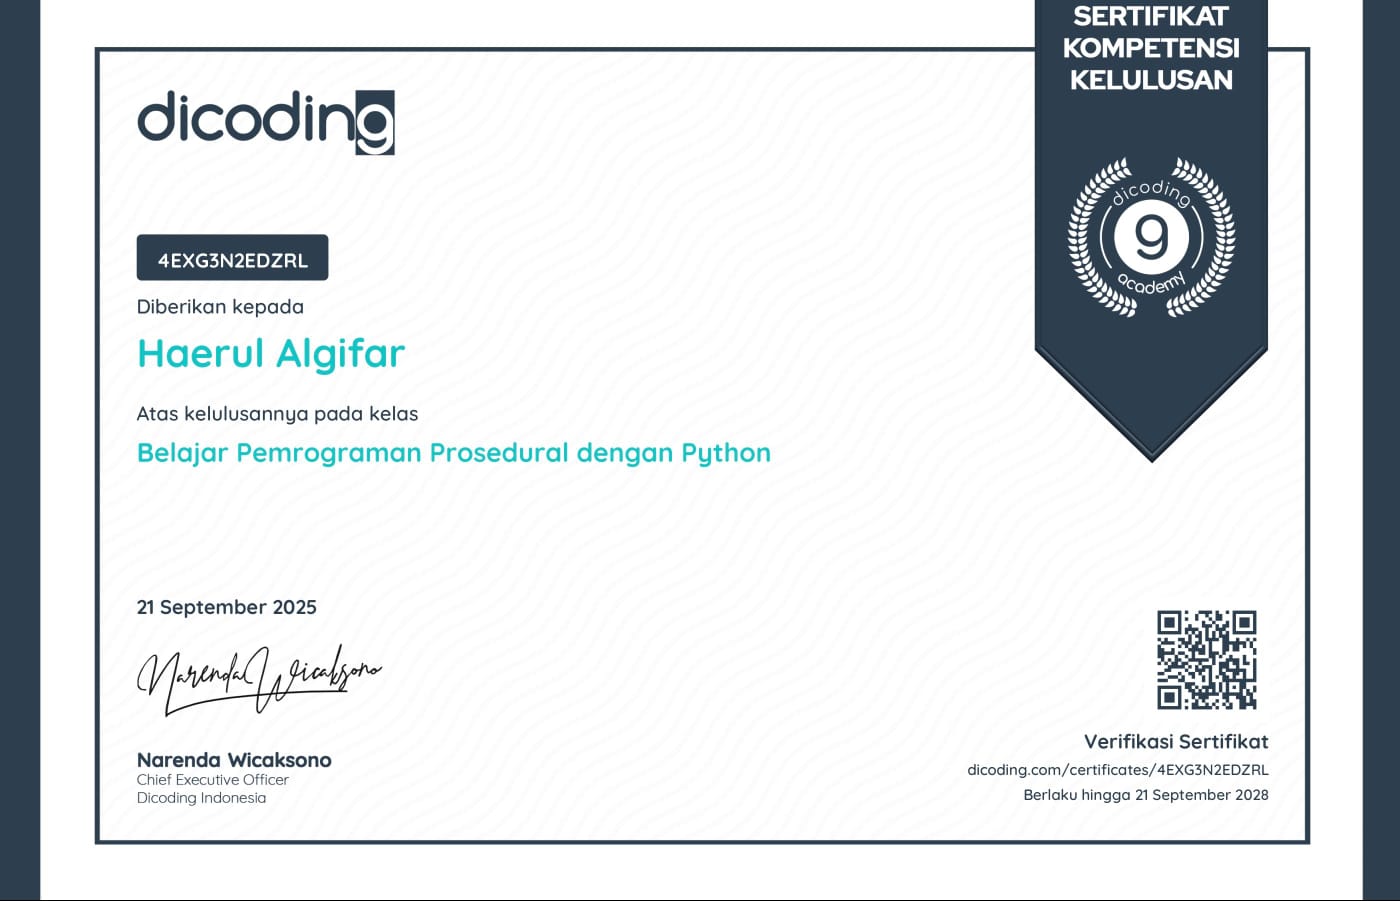 SERTIFIKAT
KOMPETENSI
KELULUSAN
dicoding
dicoding
9
academy
4EXG3N2EDZRL
Diberikan kepada
Haerul Algifar
Atas kelulusannya pada kelas
Belajar Pemrograman Prosedural dengan Python
21 September 2025
Narenda Wicaksono
Narenda Wicaksono
Chief Executive Officer
Dicoding Indonesia
Verifikasi Sertifikat
dicoding.com/certificates/4EXG3N2EDZRL
Berlaku hingga 21 September 2028